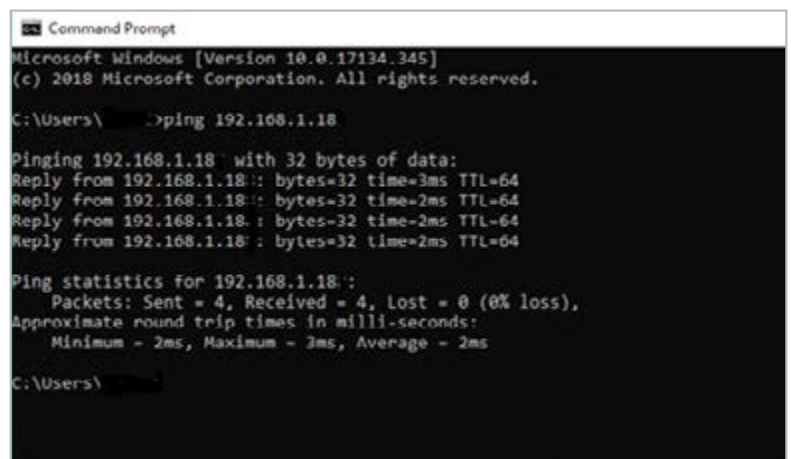 Command Prompt
Microsoft Windows [Version 10.0.17134.345]
(c) 2018 Microsoft Corporation. All rights reserved.
C:\Users\ >ping 192.168.1.18
Pinging 192.168.1.18 with 32 bytes of data:
Reply from 192.168.1.18 : bytes=32 time=3ms TTL=64
Reply from 192.168.1.18 : bytes=32 time=2ms TTL=64
Reply from 192.168.1.18 : bytes=32 time=2ms TTL=64
Reply from 192.168.1.18 : bytes=32 time=2ms TTL=64
Ping statistics for 192.168.1.18 :
Packets: Sent = 4, Received = 4, Lost = 0 (0% loss),
Approximate round trip times in milli-seconds:
Minimum = 2ms, Maximum = 3ms, Average = 2ms
C:\Users\